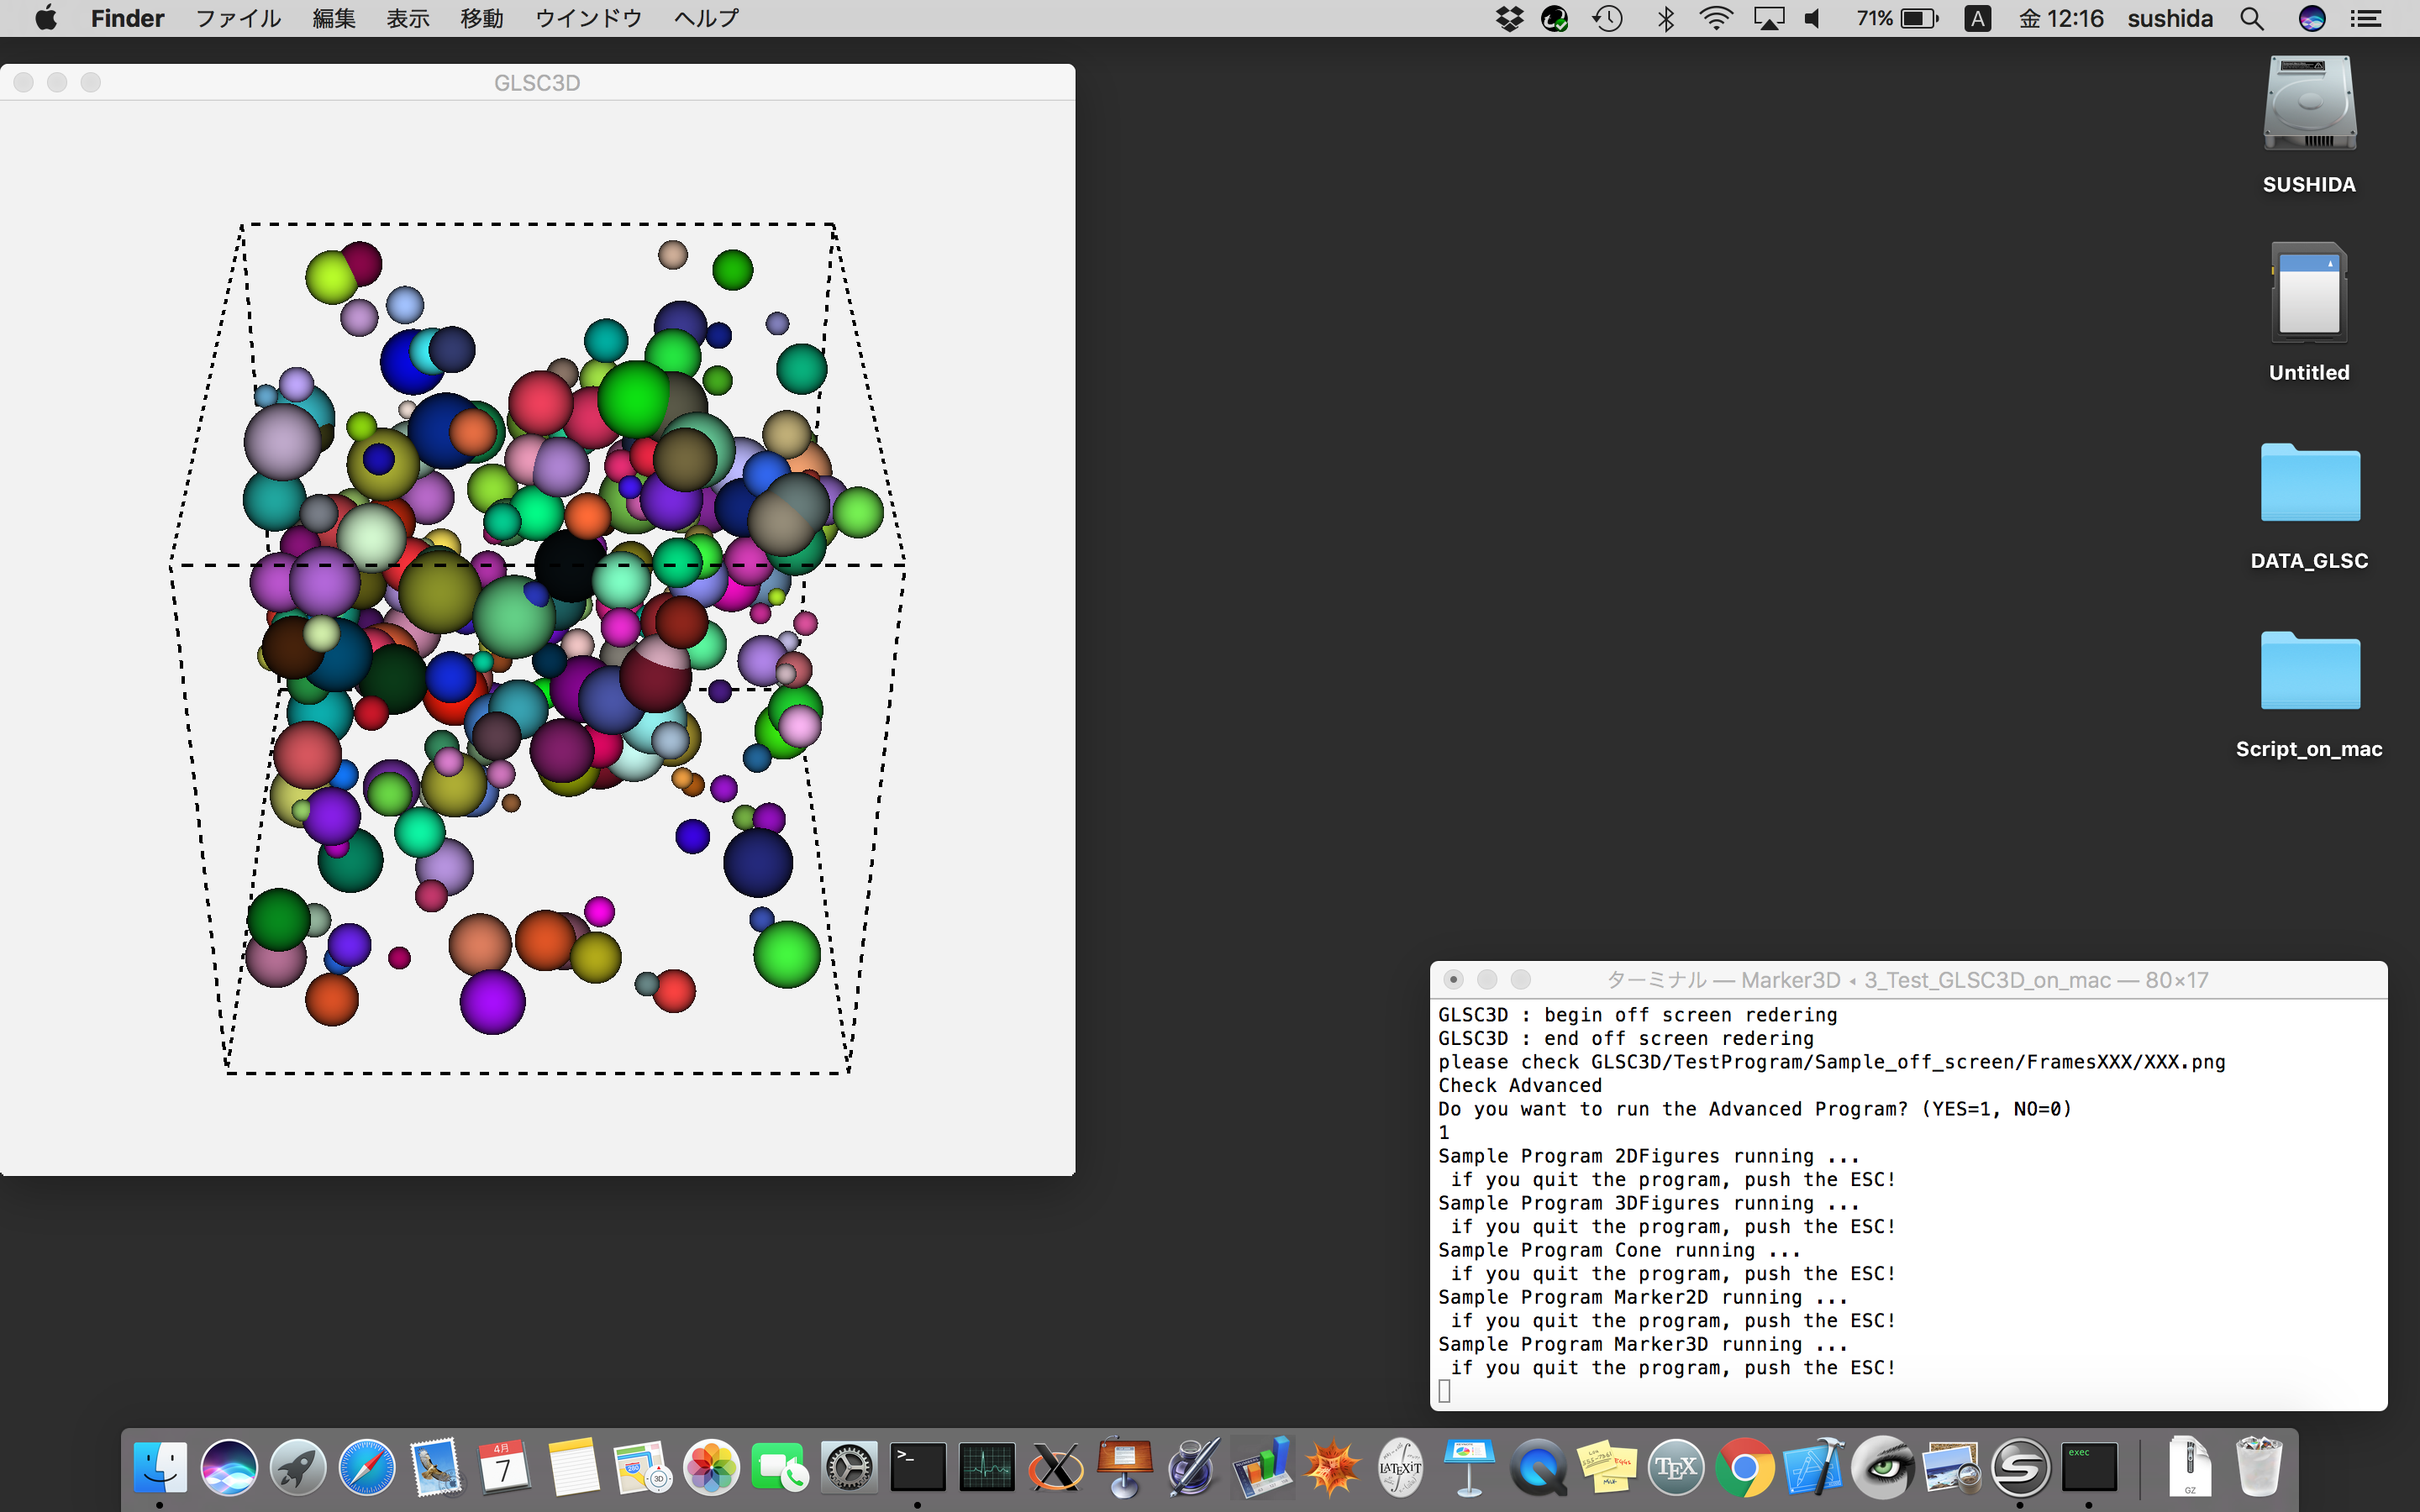 Finder ファイル 編集 表示 移動 ウインドウ ヘルプ 71% A 金 12:16 sushida
GLSC3D
SUSHIDA
Untitled
DATA_GLSC
Script_on_mac
ターミナル — Marker3D ◂ 3_Test_GLSC3D_on_mac — 80×17
GLSC3D : begin off screen redering
GLSC3D : end off screen redering
please check GLSC3D/TestProgram/Sample_off_screen/FramesXXX/XXX.png
Check Advanced
Do you want to run the Advanced Program? (YES=1, NO=0)
1
Sample Program 2DFigures running ...
if you quit the program, push the ESC!
Sample Program 3DFigures running ...
if you quit the program, push the ESC!
Sample Program Cone running ...
if you quit the program, push the ESC!
Sample Program Marker2D running ...
if you quit the program, push the ESC!
Sample Program Marker3D running ...
if you quit the program, push the ESC!
4月
7
3D
>_
LATEXiT
TEX
exec
GZ